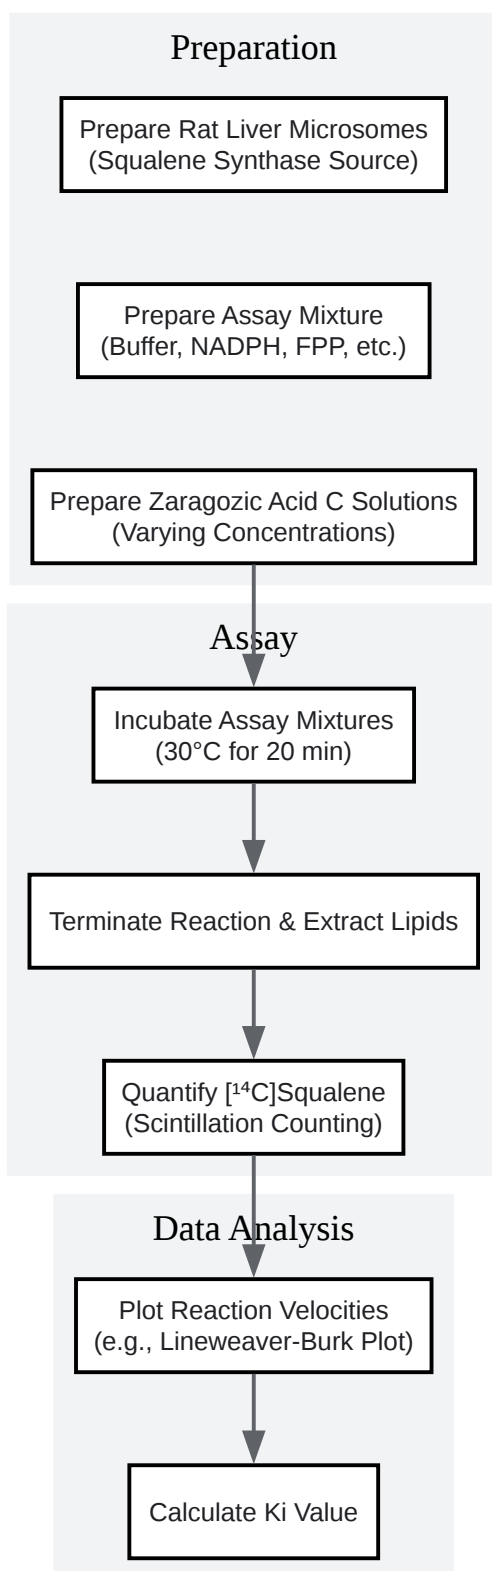 Preparation
Prepare Rat Liver Microsomes
(Squalene Synthase Source)
Prepare Assay Mixture
(Buffer, NADPH, FPP, etc.)
Prepare Zaragozic Acid C Solutions
(Varying Concentrations)
Assay
Incubate Assay Mixtures
(30°C for 20 min)
Terminate Reaction & Extract Lipids
Quantify [¹⁴C]Squalene
(Scintillation Counting)
Data Analysis
Plot Reaction Velocities
(e.g., Lineweaver-Burk Plot)
Calculate Ki Value